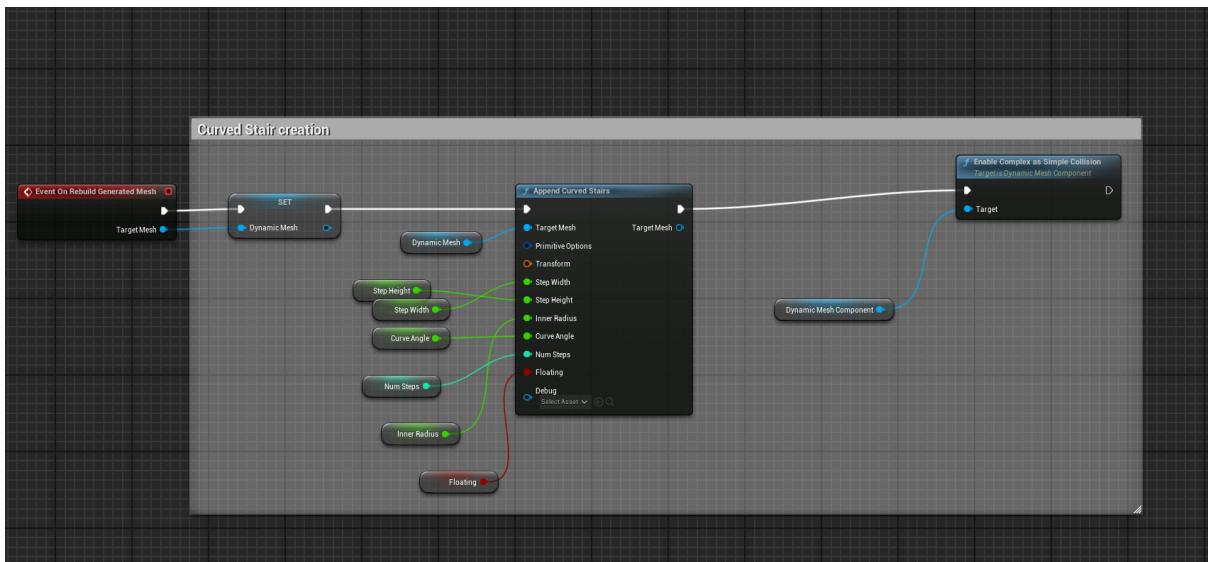 Curved Stair creation
Event On Rebuild Generated Mesh
Target Mesh
SET
Dynamic Mesh
Dynamic Mesh
Step Height
Step Width
Curve Angle
Num Steps
Inner Radius
Floating
Append Curved Stairs
Target Mesh
Target Mesh
Primitive Options
Transform
Step Width
Step Height
Inner Radius
Curve Angle
Num Steps
Floating
Debug
Select Asset
Dynamic Mesh Component
Enable Complex as Simple Collision
Target is Dynamic Mesh Component
Target